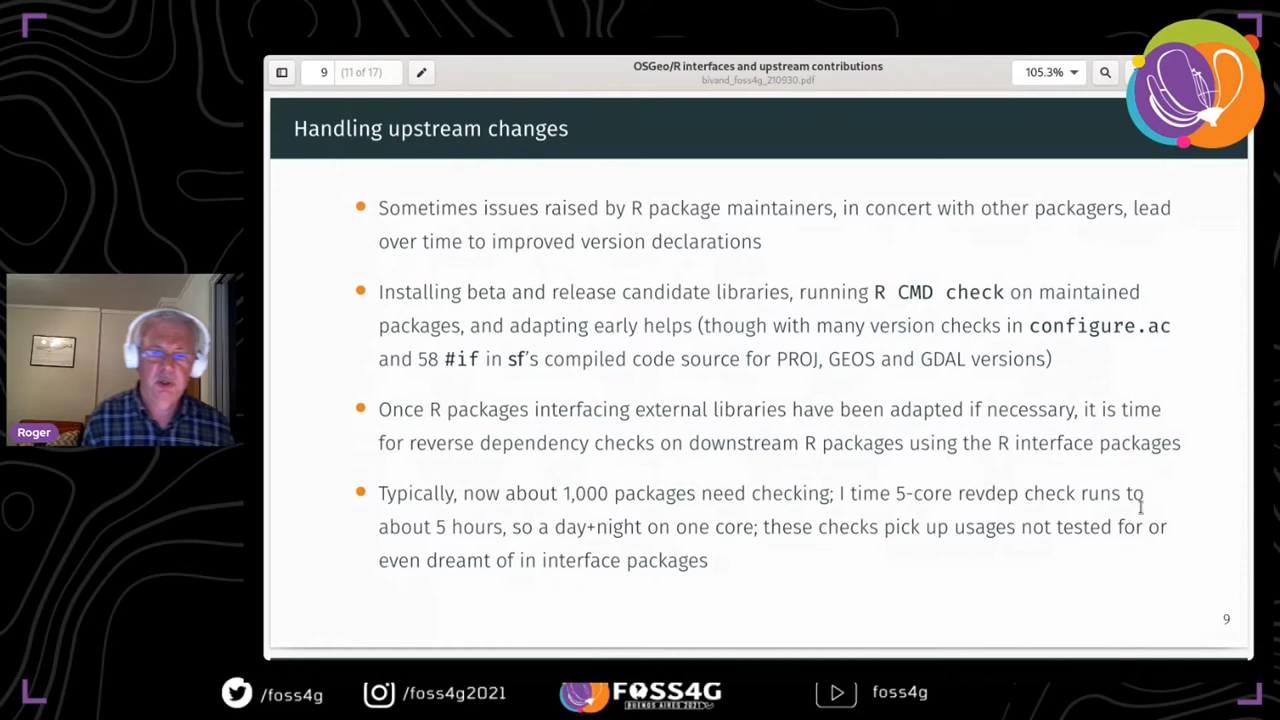 9 (11 of 17)
OSGeo/R interfaces and upstream contributions
bivand_foss4g_210930.pdf
105.3%
Handling upstream changes
Sometimes issues raised by R package maintainers, in concert with other packagers, lead
over time to improved version declarations
Installing beta and release candidate libraries, running R CMD check on maintained
packages, and adapting early helps (though with many version checks in configure.ac
and 58 #if in sf's compiled code source for PROJ, GEOS and GDAL versions)
Once R packages interfacing external libraries have been adapted if necessary, it is time
for reverse dependency checks on downstream R packages using the R interface packages
Typically, now about 1,000 packages need checking; I time 5-core revdep check runs to
about 5 hours, so a day+night on one core; these checks pick up usages not tested for or
even dreamt of in interface packages
9
Roger
/foss4g
/foss4g2021
FOSS4G
BUENOS AIRES 2021
foss4g